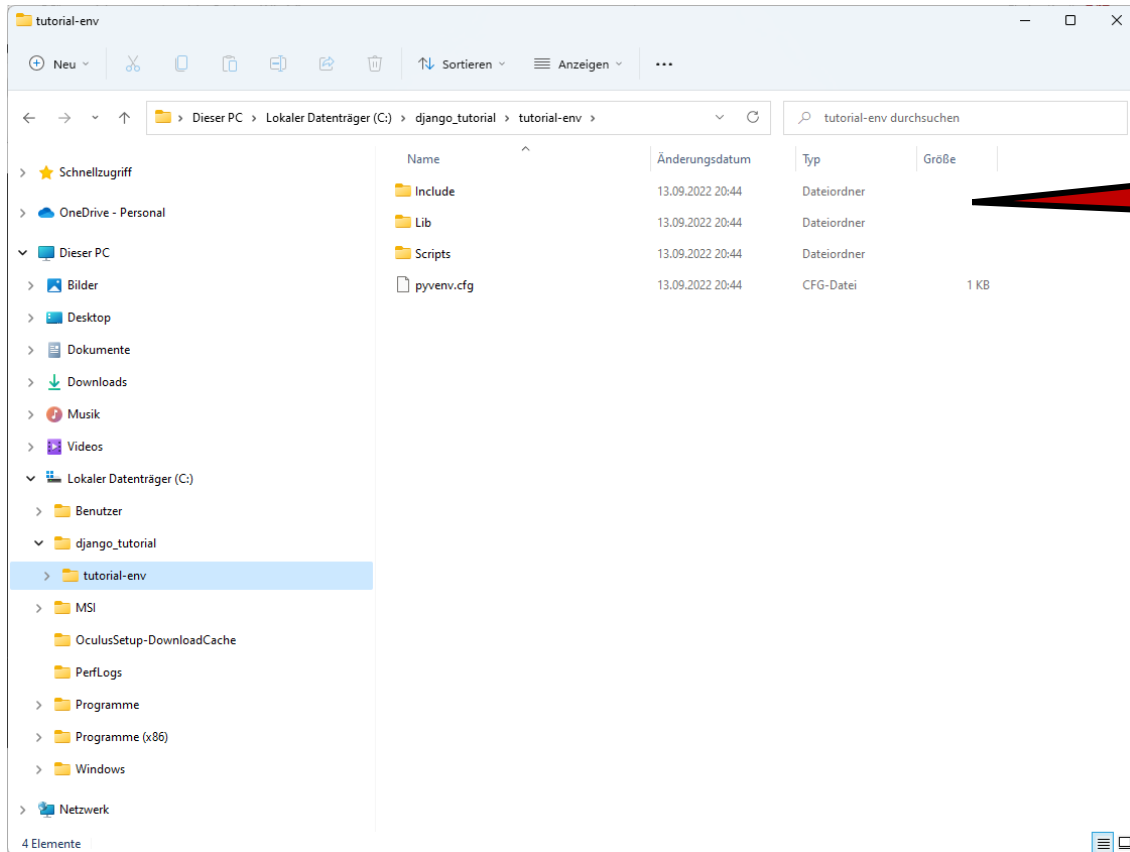 tutorial-env
Neu
Sortieren
Anzeigen
Dieser PC > Lokaler Datenträger (C:) > django_tutorial > tutorial-env >
tutorial-env durchsuchen
Schnellzugriff
OneDrive - Personal
Dieser PC
Bilder
Desktop
Dokumente
Downloads
Musik
Videos
Lokaler Datenträger (C:)
Benutzer
django_tutorial
tutorial-env
MSI
OculusSetup-DownloadCache
PerfLogs
Programme
Programme (x86)
Windows
Netzwerk
Name Änderungsdatum Typ Größe
Include 13.09.2022 20:44 Dateiordner
Lib 13.09.2022 20:44 Dateiordner
Scripts 13.09.2022 20:44 Dateiordner
pyvenv.cfg 13.09.2022 20:44 CFG-Datei 1 KB
4 Elemente